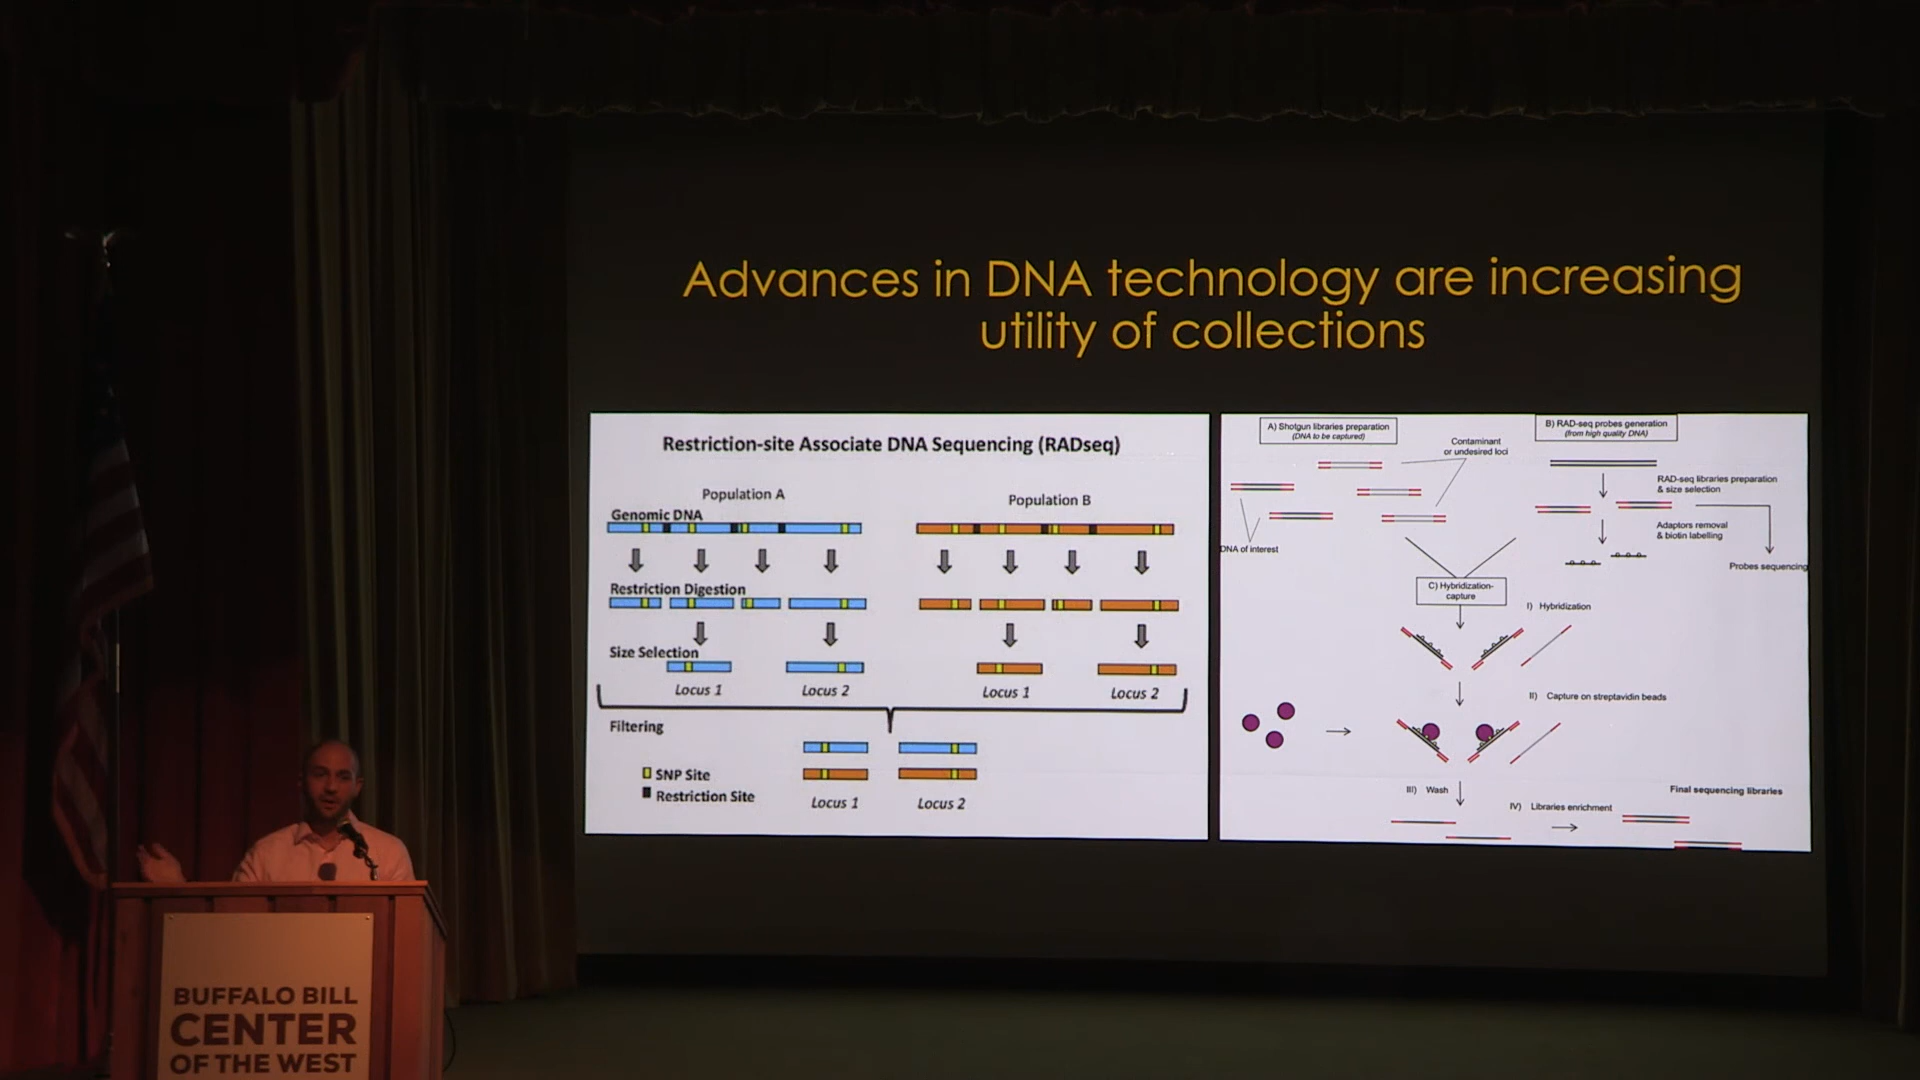 Advances in DNA technology are increasing
utility of collections
Restriction-site Associate DNA Sequencing (RADseq)
Population A
Population B
Genomic DNA
Restriction Digestion
Size Selection
Locus 1
Locus 2
Locus 1
Locus 2
Filtering
SNP Site
Restriction Site
Locus 1
Locus 2
A) Shotgun libraries preparation
(DNA to be captured)
B) RAD-seq probes generation
(from high quality DNA)
Contaminant
or undesired loci
RAD-seq libraries preparation
& size selection
Adaptors removal
& biotin labelling
DNA of interest
Probes sequencing
C) Hybridization-
capture
I) Hybridization
II) Capture on streptavidin beads
III) Wash
IV) Libraries enrichment
Final sequencing libraries
BUFFALO BILL
CENTER
OF THE WEST